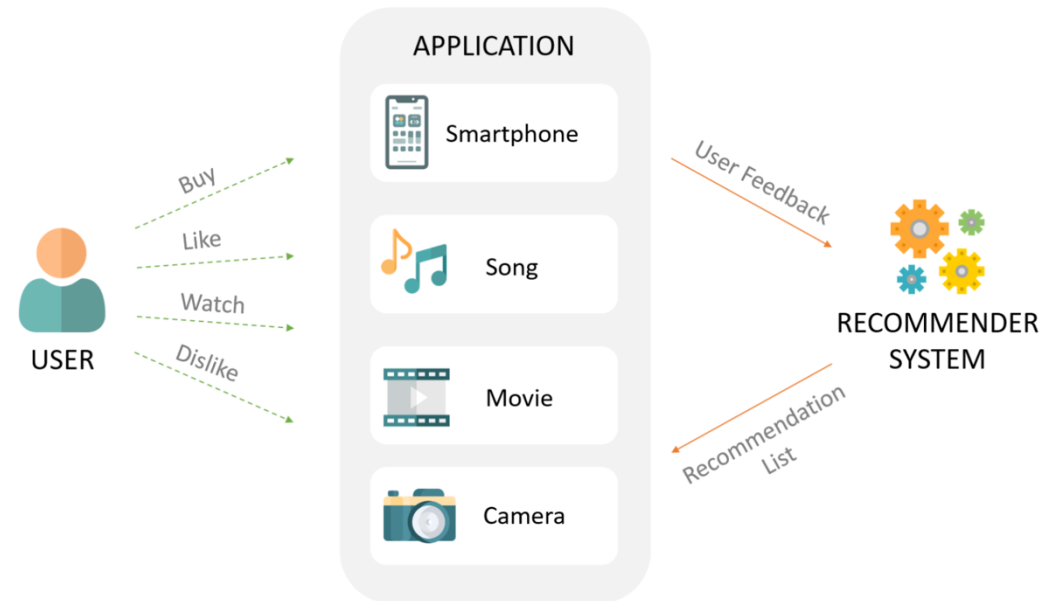 APPLICATION
Smartphone
Song
Movie
Camera
Buy
Like
Watch
Dislike
USER
User Feedback
RECOMMENDER
SYSTEM
Recommendation
List